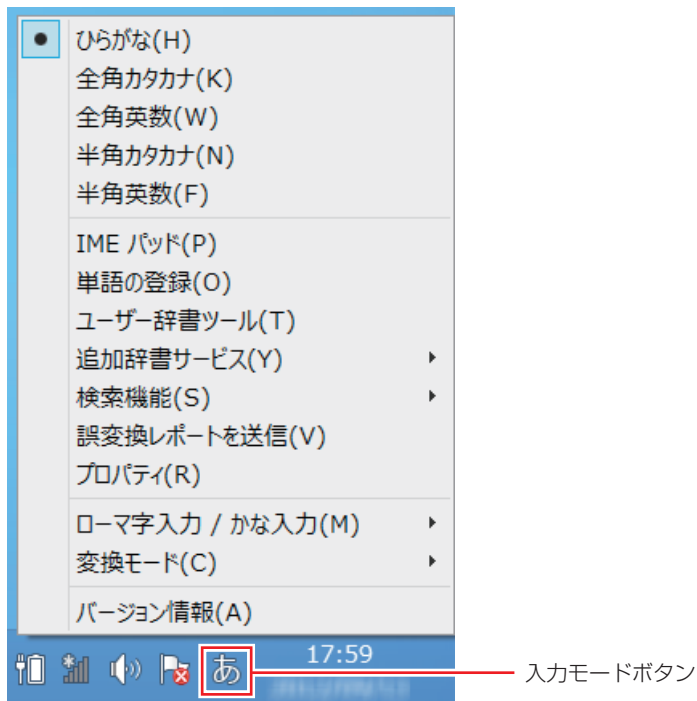 ひらがな(H)
全角カタカナ(K)
全角英数(W)
半角カタカナ(N)
半角英数(F)
IME パッド(P)
単語の登録(O)
ユーザー辞書ツール(T)
追加辞書サービス(Y)
検索機能(S)
誤変換レポートを送信(V)
プロパティ(R)
ローマ字入力 / かな入力(M)
変換モード(C)
バージョン情報(A)
あ
17:59
入力モードボタン